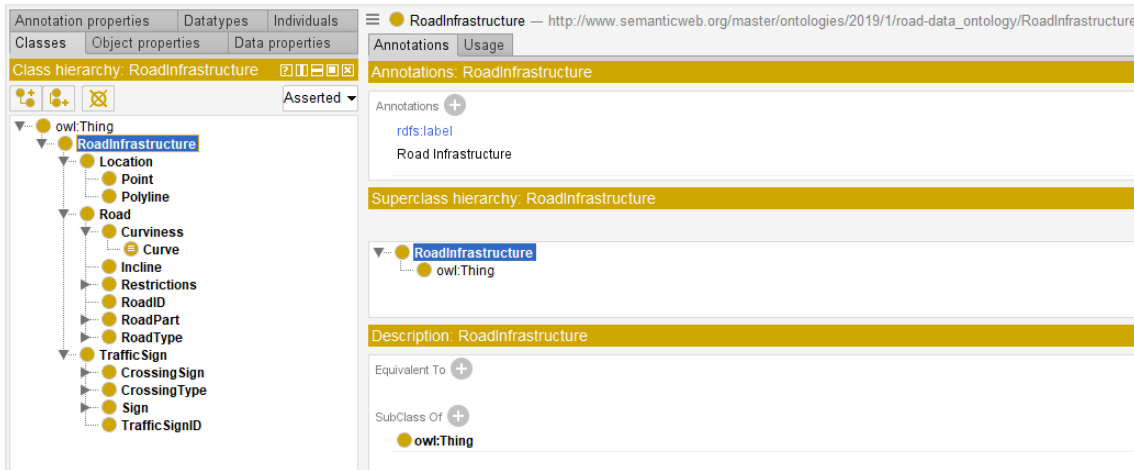 Annotation properties Datatypes Individuals
Classes Object properties Data properties
Class hierarchy: RoadInfrastructure
Asserted
owl:Thing
RoadInfrastructure
Location
Point
Polyline
Road
Curviness
Curve
Incline
Restrictions
RoadID
RoadPart
RoadType
TrafficSign
CrossingSign
CrossingType
Sign
TrafficSignID
RoadInfrastructure — http://www.semanticweb.org/master/ontologies/2019/1/road-data_ontology/RoadInfrastructure
Annotations Usage
Annotations: RoadInfrastructure
Annotations
rdfs:label
Road Infrastructure
Superclass hierarchy: RoadInfrastructure
RoadInfrastructure
owl:Thing
Description: RoadInfrastructure
Equivalent To
SubClass Of
owl:Thing